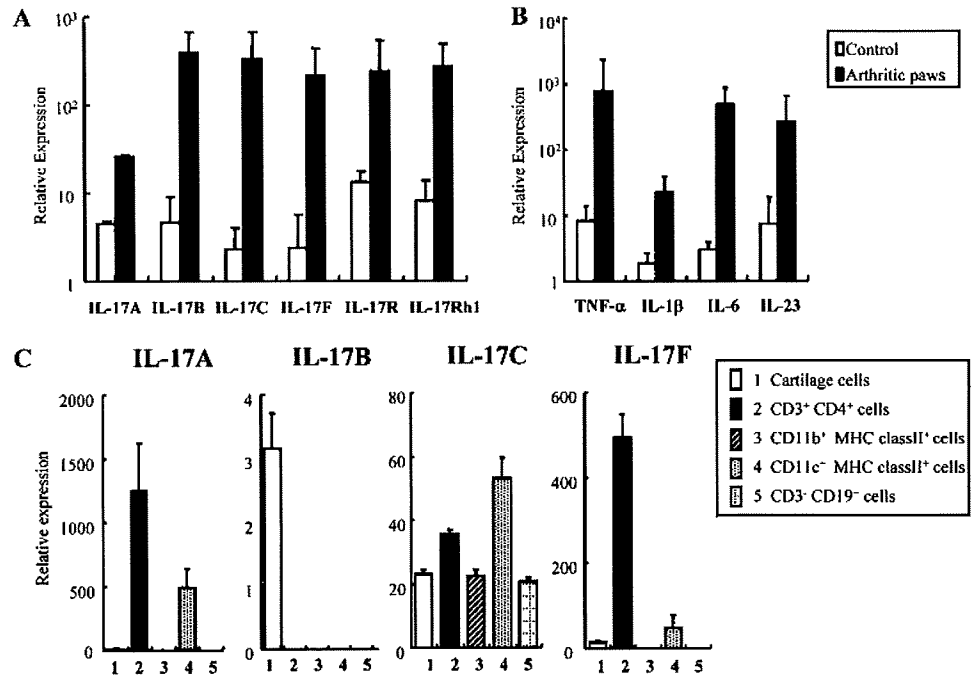 A
Relative Expression
10³
10²
10
1
IL-17A IL-17B IL-17C IL-17F IL-17R IL-17Rh1
B
Relative Expression
10³
10²
10
1
TNF-α IL-1β IL-6 IL-23
Control
Arthritic paws
C
IL-17A
Relative expression
2000
1500
1000
500
0
1 2 3 4 5
IL-17B
4
3
2
1
0
1 2 3 4 5
IL-17C
80
60
40
20
0
1 2 3 4 5
IL-17F
600
400
200
0
1 2 3 4 5
1 Cartilage cells
2 CD3⁺ CD4⁺ cells
3 CD11b⁺ MHC classII⁺ cells
4 CD11c⁺ MHC classII⁺ cells
5 CD3⁻ CD19⁻ cells